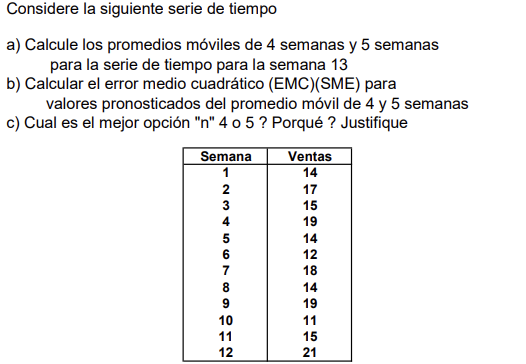 Considere la siguiente serie de tiempo
a) Calcule los promedios móviles de 4 semanas y 5 semanas
para la serie de tiempo para la semana 13
b) Calcular el error medio cuadrático (EMC)(SME) para
valores pronosticados del promedio móvil de 4 y 5 semanas
c) Cual es el mejor opción "n" 4 o 5 ? Porqué ? Justifique
Semana Ventas
1 14
2 17
3 15
4 19
5 14
6 12
7 18
8 14
9 19
10 11
11 15
12 21